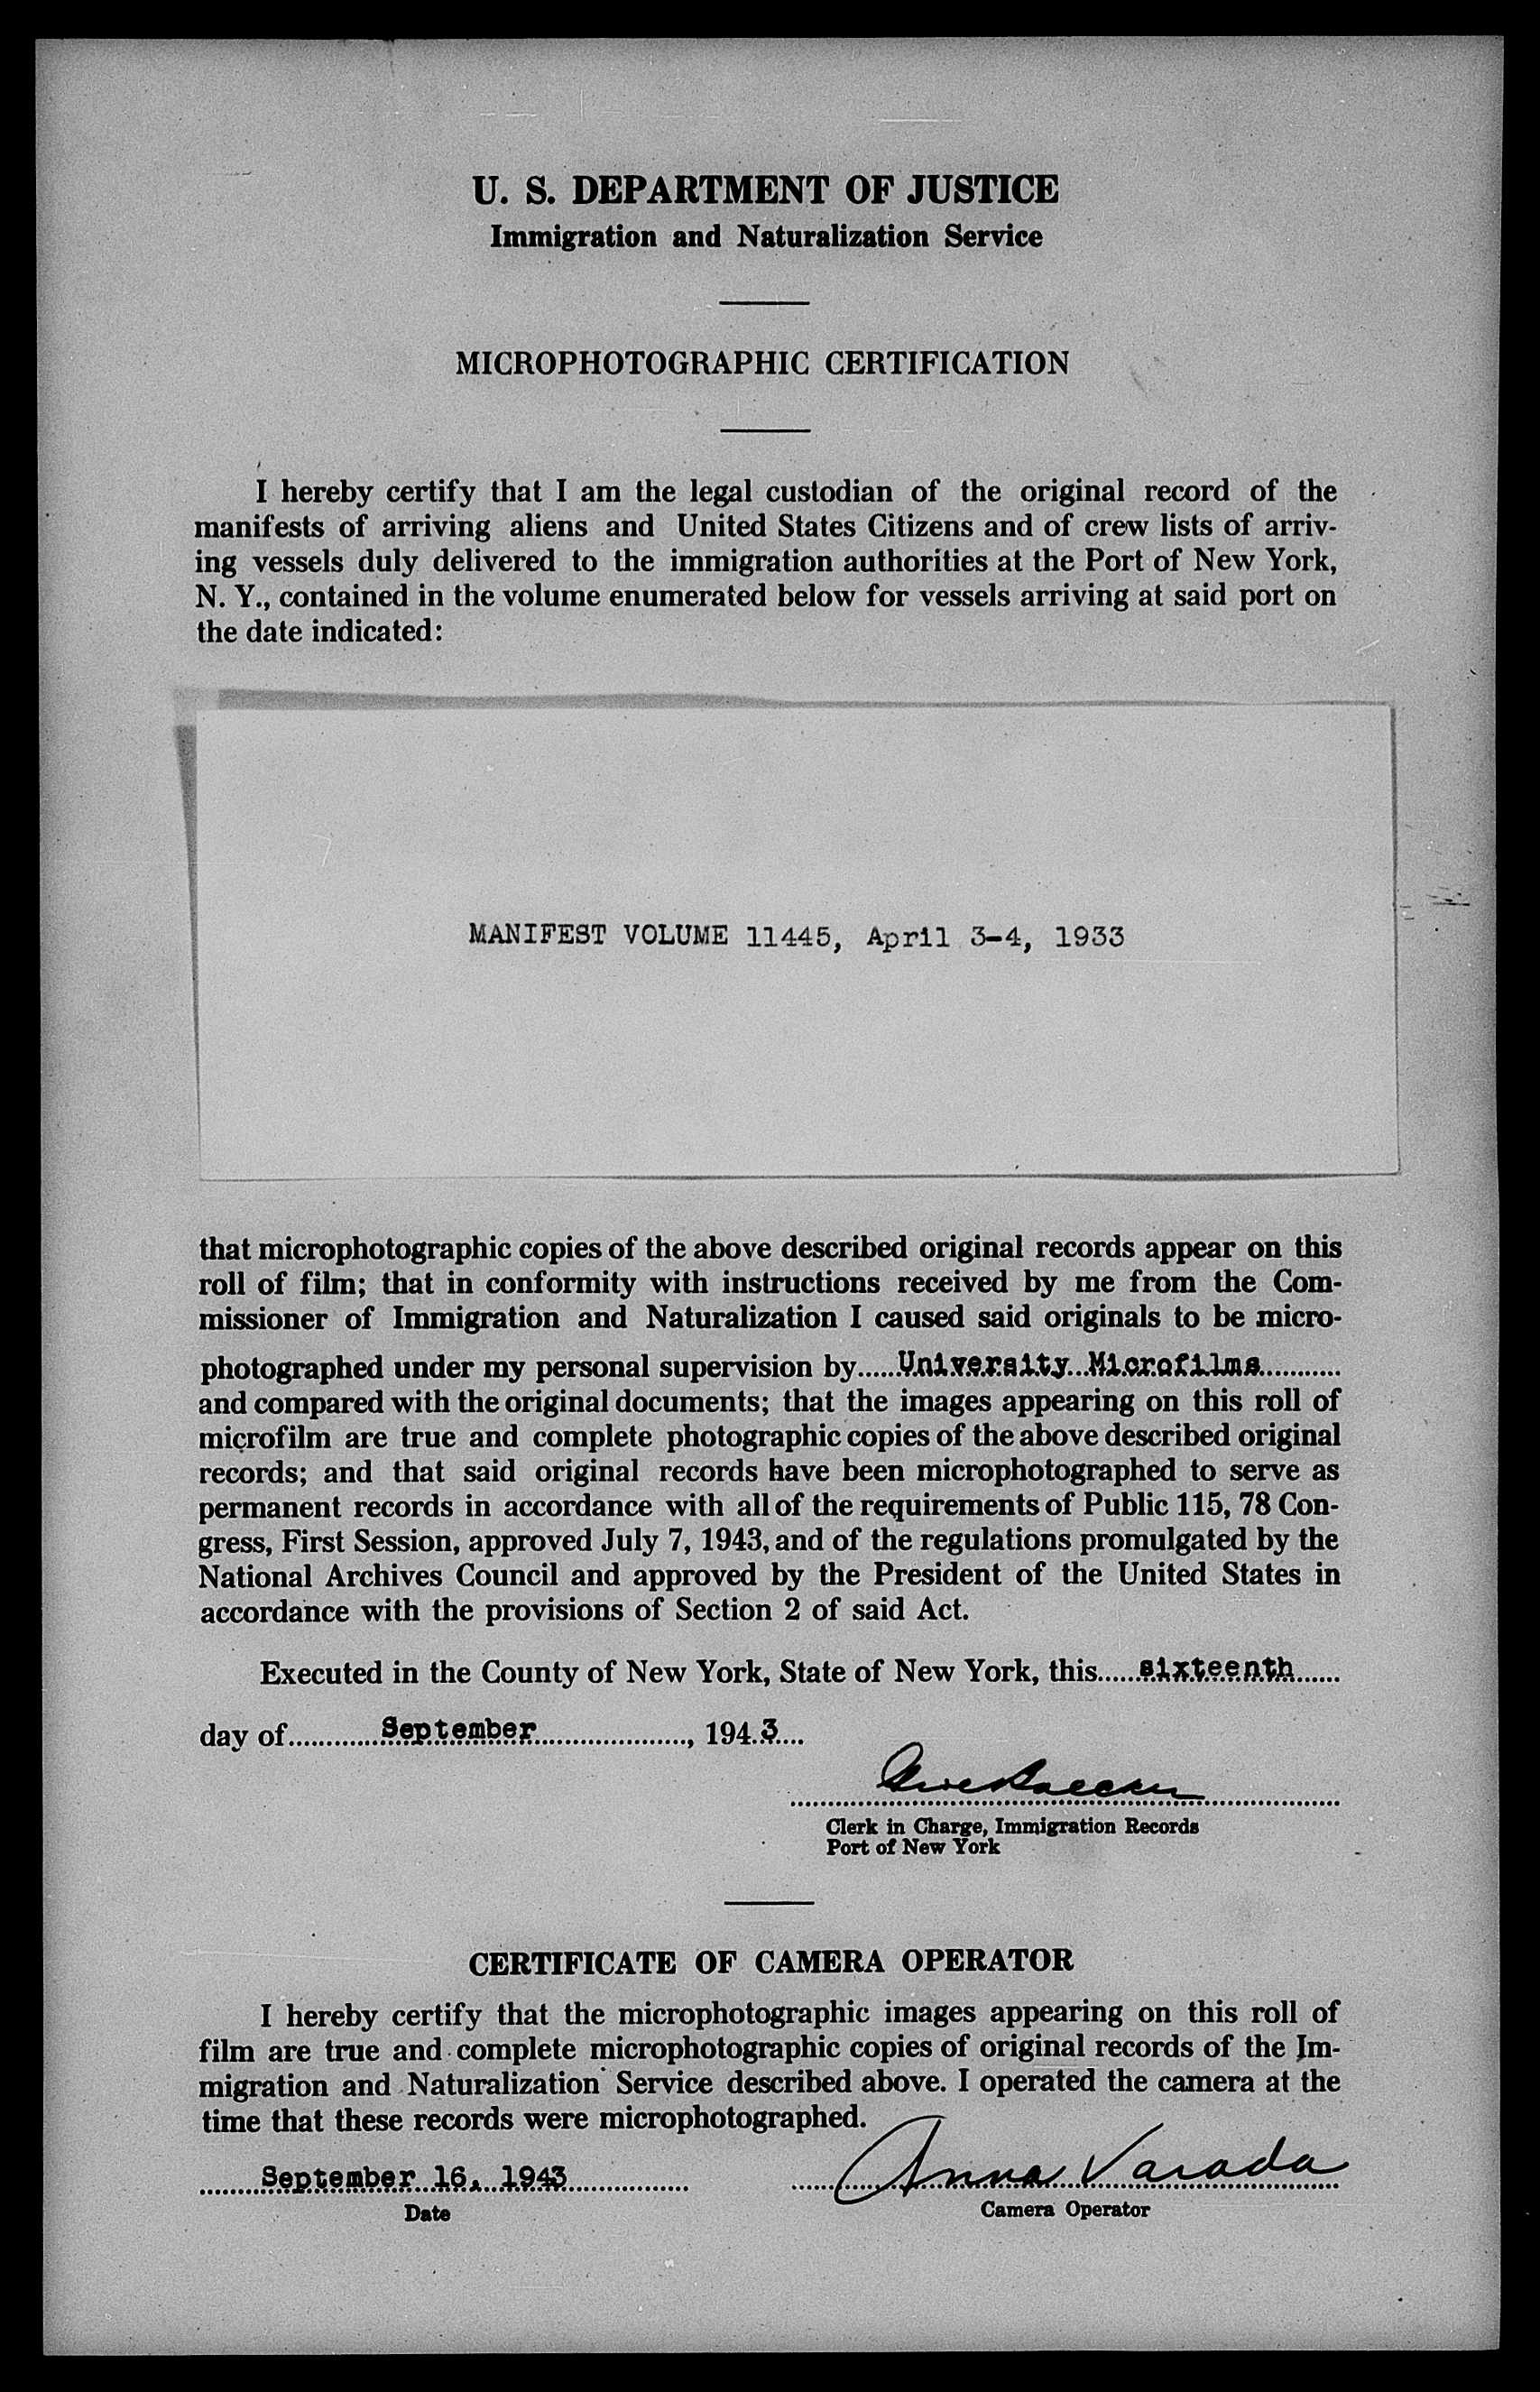 U. S. DEPARTMENT OF JUSTICE
Immigration and Naturalization Service
MICROPHOTOGRAPHIC CERTIFICATION
I hereby certify that I am the legal custodian of the original record of the
manifests of arriving aliens and United States Citizens and of crew lists of arriv-
ing vessels duly delivered to the immigration authorities at the Port of New York,
N. Y., contained in the volume enumerated below for vessels arriving at said port on
the date indicated:
MANIFEST VOLUME 11445, April 3-4, 1933
that microphotographic copies of the above described original records appear on this
roll of film; that in conformity with instructions received by me from the Com-
missioner of Immigration and Naturalization I caused said originals to be micro-
photographed under my personal supervision by.....University Microfilms...........
and compared with the original documents; that the images appearing on this roll of
microfilm are true and complete photographic copies of the above described original
records; and that said original records have been microphotographed to serve as
permanent records in accordance with all of the requirements of Public 115, 78 Con-
gress, First Session, approved July 7, 1943, and of the regulations promulgated by the
National Archives Council and approved by the President of the United States in
accordance with the provisions of Section 2 of said Act.
Executed in the County of New York, State of New York, this......sixteenth......
day of.............September...................., 194..3....
Clerk in Charge, Immigration Records
Port of New York
CERTIFICATE OF CAMERA OPERATOR
I hereby certify that the microphotographic images appearing on this roll of
film are true and complete microphotographic copies of original records of the Im-
migration and Naturalization Service described above. I operated the camera at the
time that these records were microphotographed.
September 16, 1943 Anna Varada
Date Camera Operator